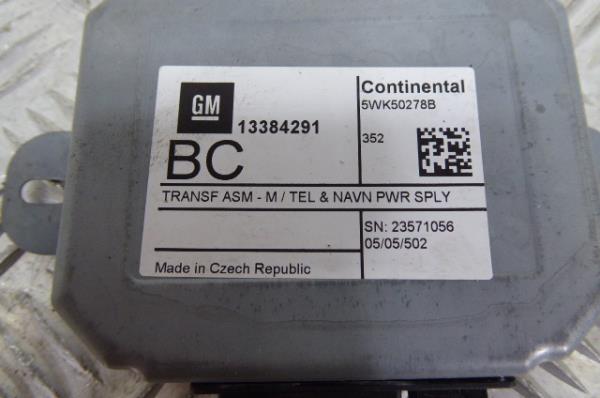 GM
13384291
BC
Continental
5WK50278B
352
TRANSF ASM - M / TEL & NAVN PWR SPLY
SN: 23571056
05/05/502
Made in Czech Republic